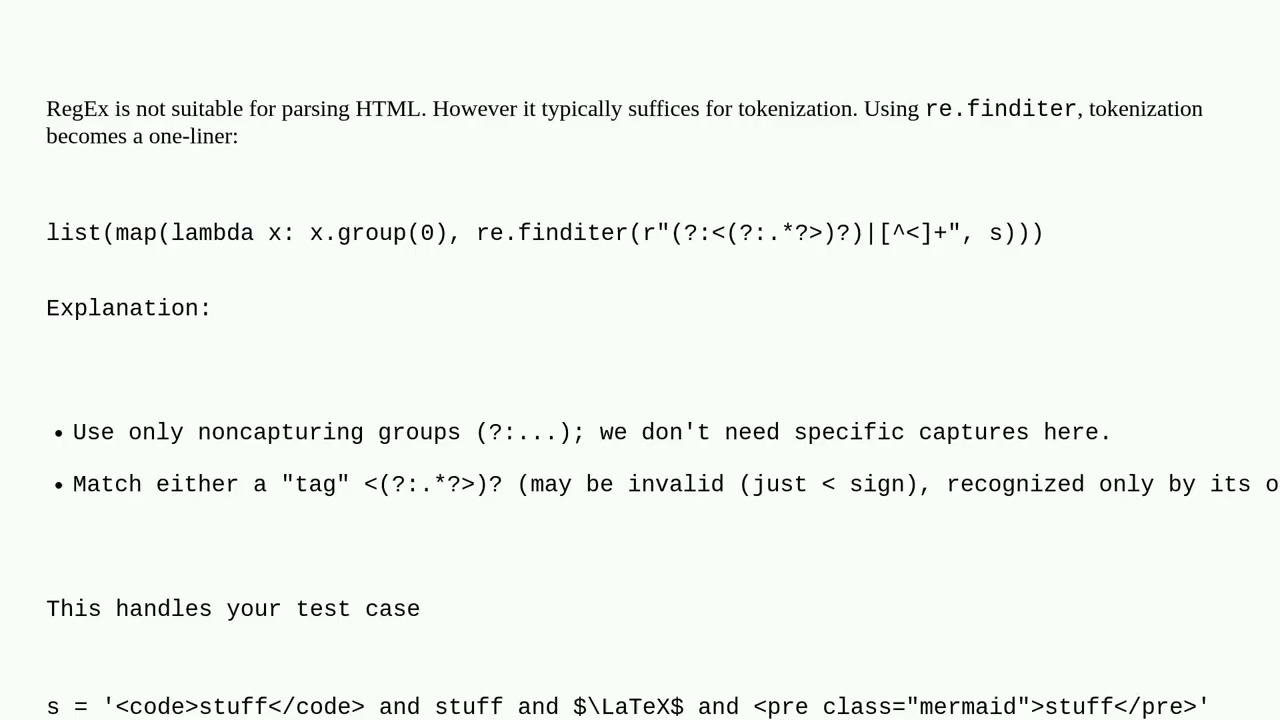 RegEx is not suitable for parsing HTML. However it typically suffices for tokenization. Using re.finditer, tokenization
becomes a one-liner:
list(map(lambda x: x.group(0), re.finditer(r"(?:<(?:.*?>)?)|[^<]+", s)))
Explanation:
• Use only noncapturing groups (?:...); we don't need specific captures here.
• Match either a "tag" <(?:.*?>)? (may be invalid (just < sign), recognized only by its
This handles your test case
s = '<code>stuff</code> and stuff and $\LaTeX$ and <pre class="mermaid">stuff</pre>'